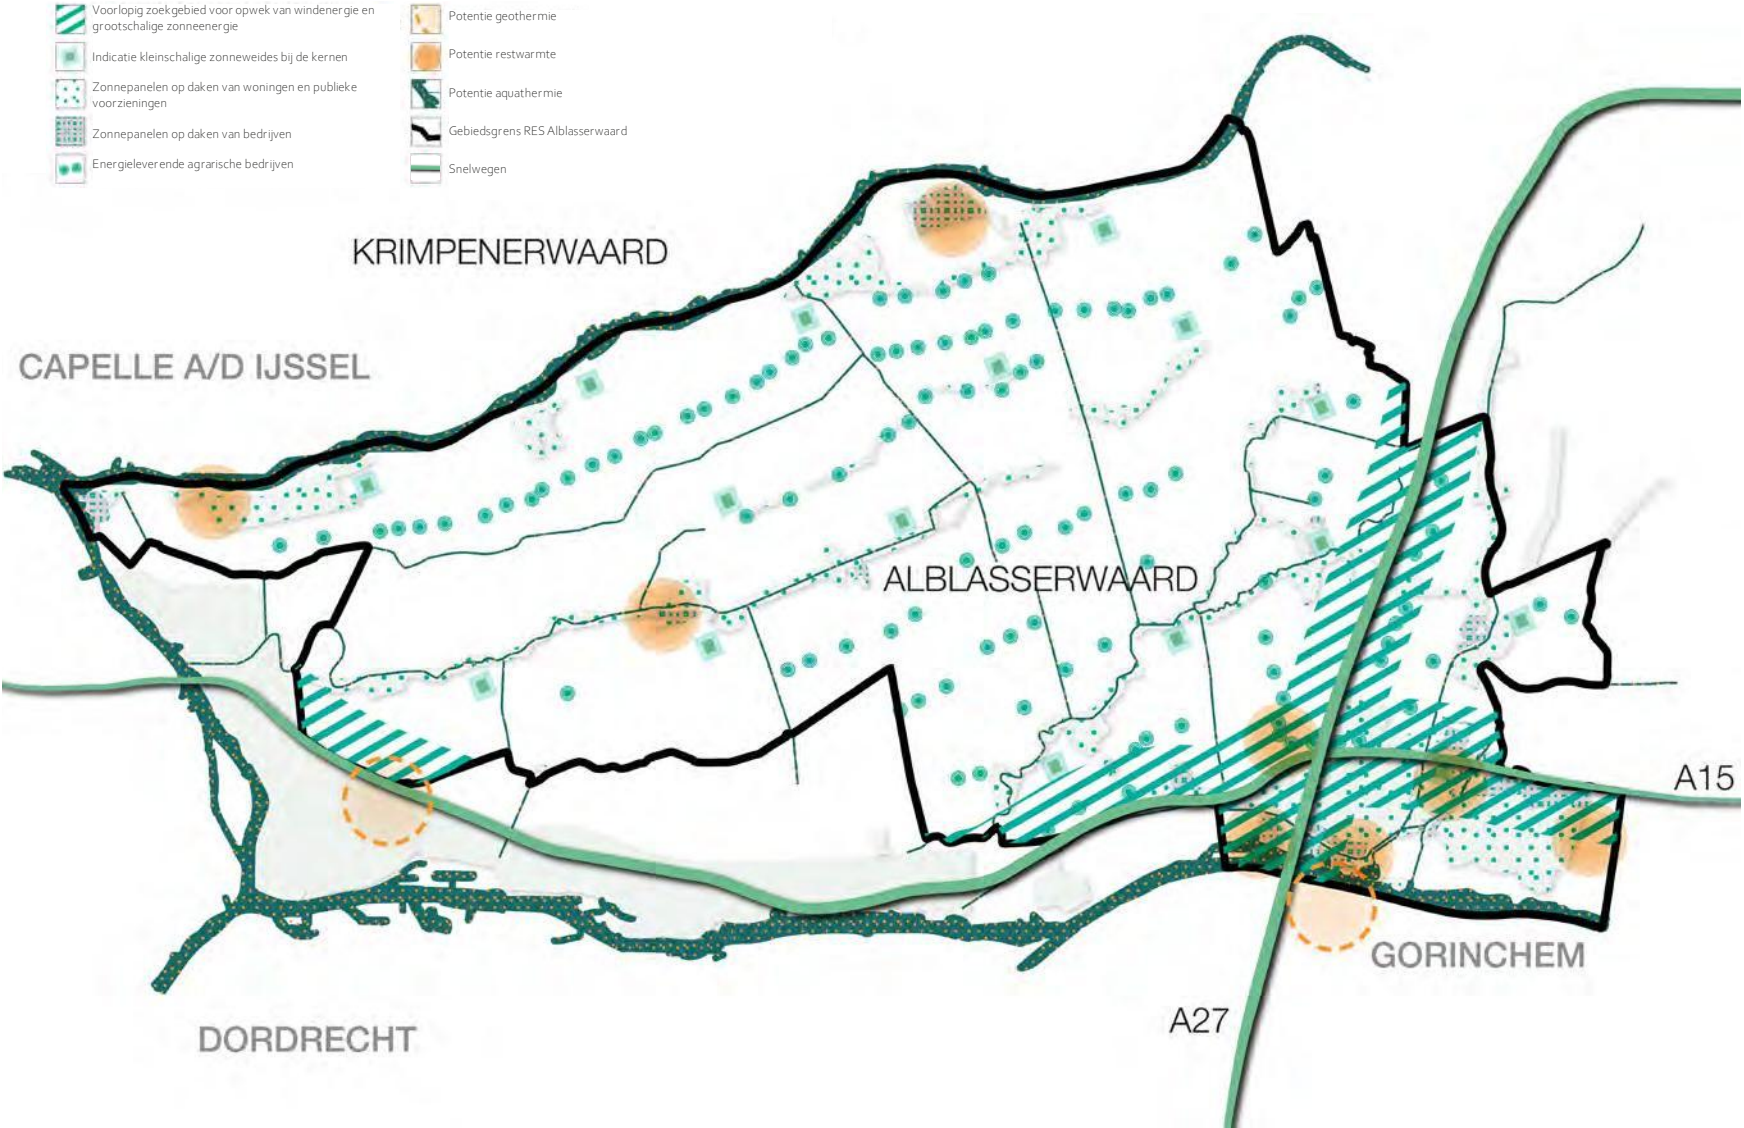 Voorlopig zoekgebied voor opwek van windenergie en
grootschalige zonneenergie
Indicatie kleinschalige zonneweides bij de kernen
Zonnepanelen op daken van woningen en publieke
voorzieningen
Zonnepanelen op daken van bedrijven
Energieleverende agrarische bedrijven
Potentie geothermie
Potentie restwarmte
Potentie aquathermie
Gebiedsgrens RES Alblasserwaard
Snelwegen
KRIMPENERWAARD
CAPELLE A/D IJSSEL
ALBLASSERWAARD
A15
GORINCHEM
A27
DORDRECHT